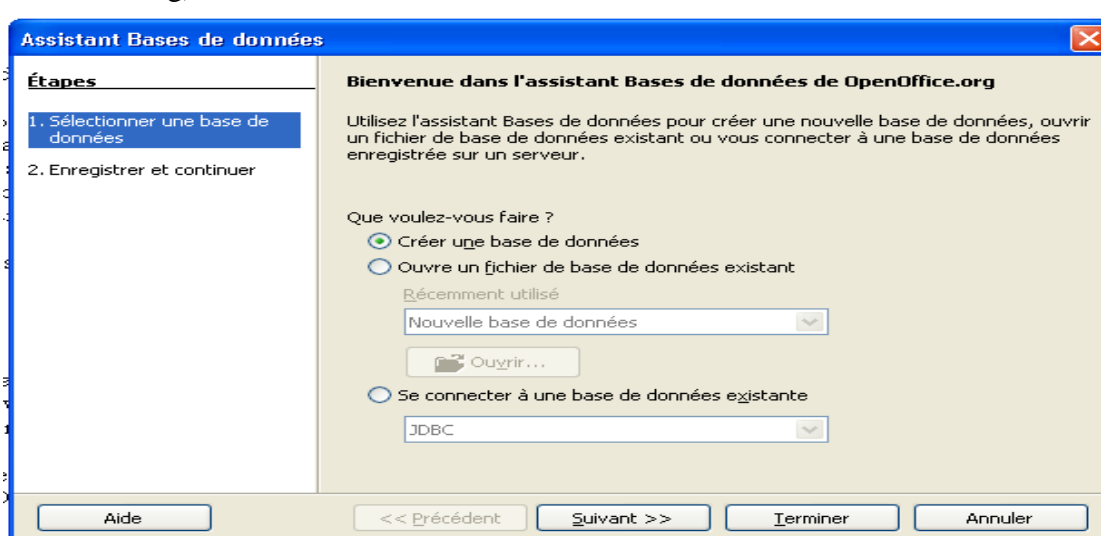 Assistant Bases de données
Étapes
1. Sélectionner une base de
données
2. Enregistrer et continuer
Bienvenue dans l'assistant Bases de données de OpenOffice.org
Utilisez l'assistant Bases de données pour créer une nouvelle base de données, ouvrir
un fichier de base de données existant ou vous connecter à une base de données
enregistrée sur un serveur.
Que voulez-vous faire ?
Créer une base de données
Ouvre un fichier de base de données existant
Récemment utilisé
Nouvelle base de données
Ouvrir...
Se connecter à une base de données existante
JDBC
Aide
<< Précédent
Suivant >>
Terminer
Annuler